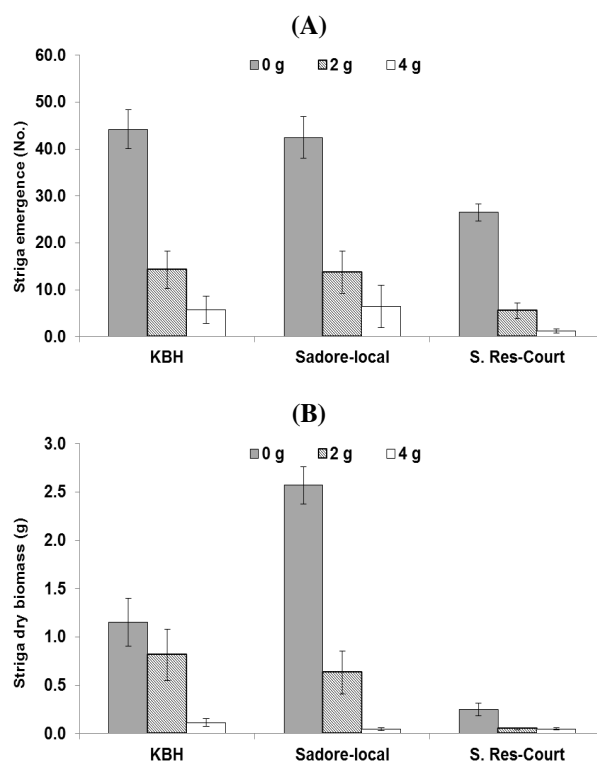 (A)
60.0
0 g 2 g 4 g
50.0
40.0
30.0
20.0
10.0
0.0
Striga emergence (No.)
KBH Sadore-local S. Res-Court
(B)
3.0
0 g 2 g 4 g
2.5
2.0
1.5
1.0
0.5
0.0
Striga dry biomass (g)
KBH Sadore-local S. Res-Court